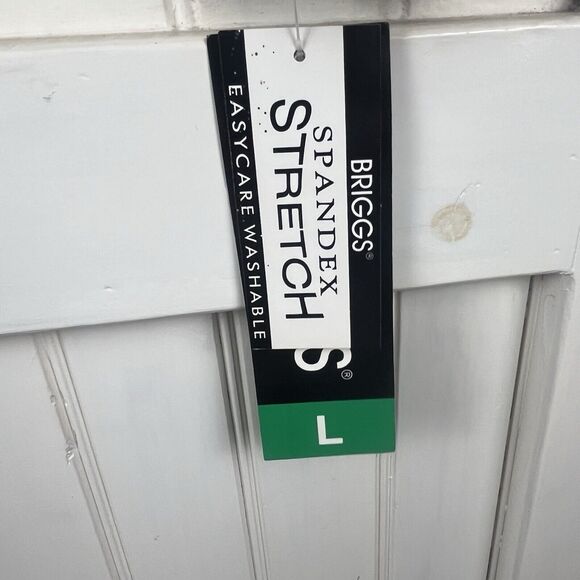 BRIGGS®
SPANDEX
STRETCH
EASYCARE WASHABLE
S®
L